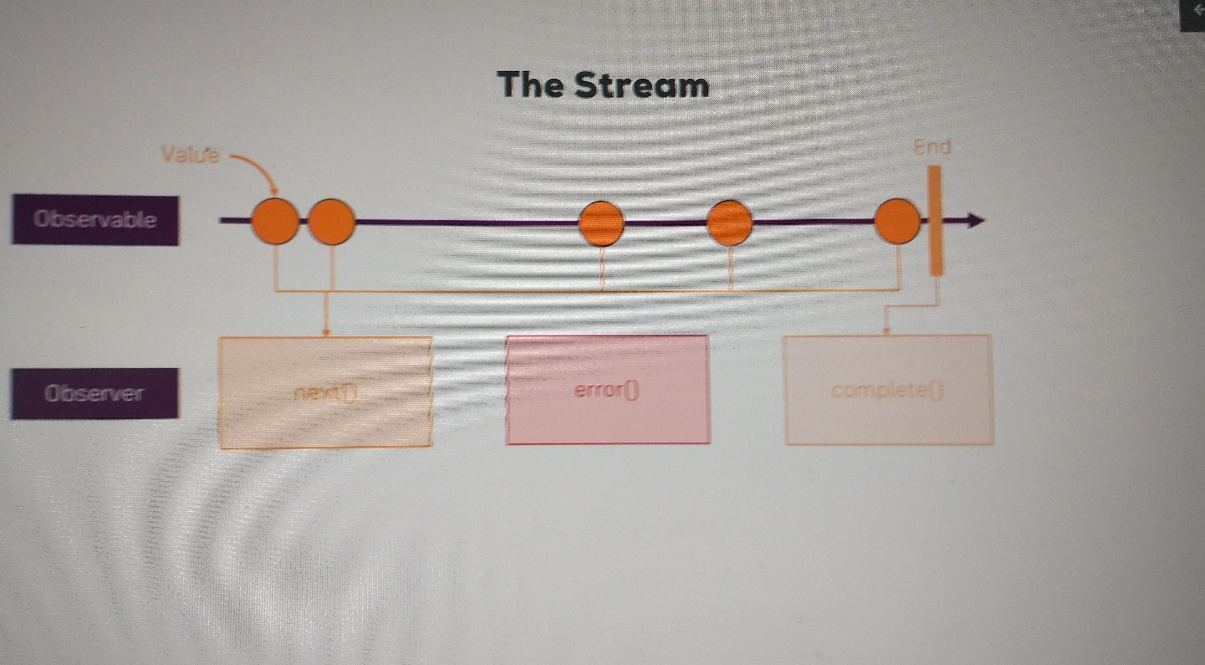 The Stream
Value
End
Observable
Observer
next()
error()
complete()